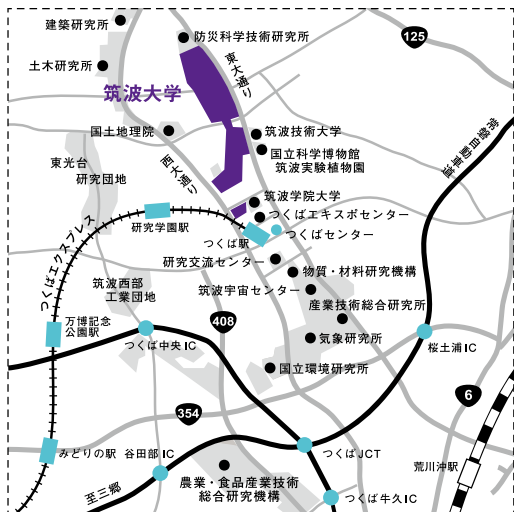 建築研究所
防災科学技術研究所
125
土木研究所
東大通り
筑波大学
国土地理院
筑波技術大学
国立科学博物館
筑波実験植物園
常磐自動車道
東光台
研究団地
西大通り
筑波学院大学
つくばエキスポセンター
研究学園駅
つくば駅
つくばセンター
つくばエクスプレス
研究交流センター
物質・材料研究機構
筑波西部
工業団地
筑波宇宙センター
産業技術総合研究所
万博記念
公園駅
408
つくば中央IC
気象研究所
桜土浦IC
国立環境研究所
6
354
みどりの駅
谷田部IC
つくばJCT
荒川沖駅
至三郷
農業・食品産業技術
総合研究機構
つくば牛久IC